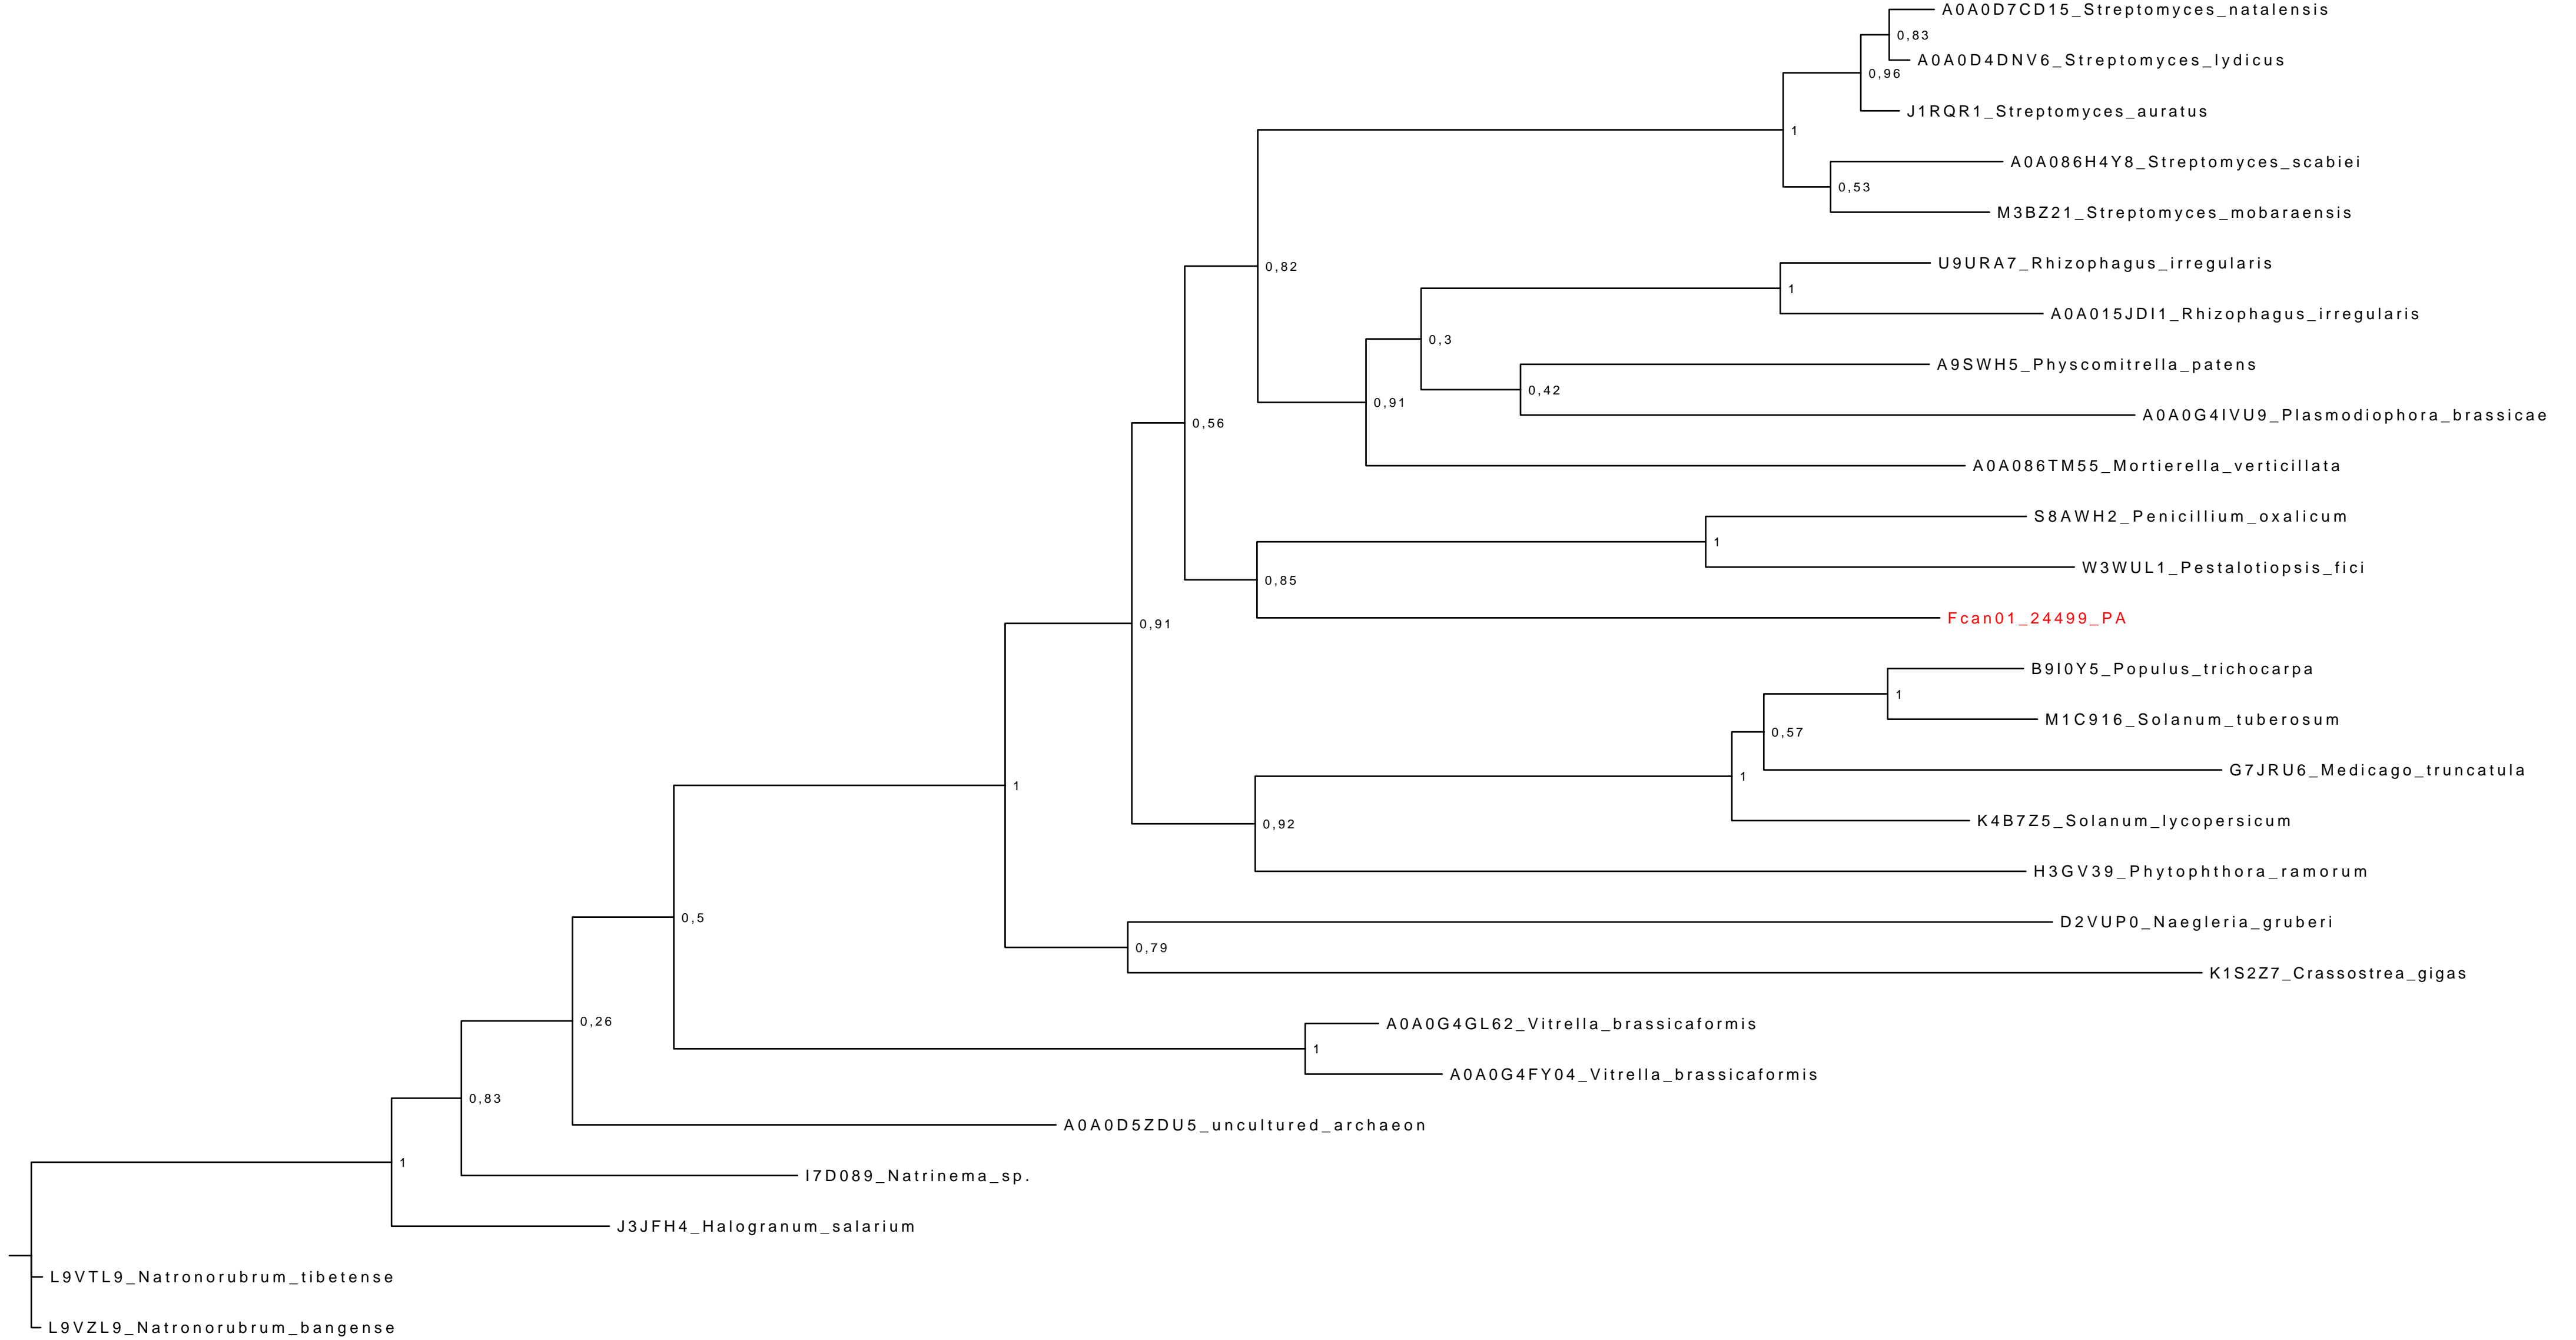 A0A0D7CD15_Streptomyces_natalensis
0,83
A0A0D4DNV6_Streptomyces_lydicus
0,96
J1RQR1_Streptomyces_auratus
1
A0A086H4Y8_Streptomyces_scabiei
0,53
M3BZ21_Streptomyces_mobaraensis
U9URA7_Rhizophagus_irregularis
0,82
1
A0A015JDI1_Rhizophagus_irregularis
0,3
A9SWH5_Physcomitrella_patens
0,42
0,91
A0A0G4IVU9_Plasmodiophora_brassicae
0,56
A0A086TM55_Mortierella_verticillata
S8AWH2_Penicillium_oxalicum
1
W3WUL1_Pestalotiopsis_fici
0,85
Fcan01_24499_PA
0,91
B9I0Y5_Populus_trichocarpa
1
M1C916_Solanum_tuberosum
0,57
G7JRU6_Medicago_truncatula
1
1
K4B7Z5_Solanum_lycopersicum
0,92
H3GV39_Phytophthora_ramorum
0,5
D2VUP0_Naegleria_gruberi
0,79
K1S2Z7_Crassostrea_gigas
0,26
A0A0G4GL62_Vitrella_brassicaformis
1
A0A0G4FY04_Vitrella_brassicaformis
0,83
A0A0D5ZDU5_uncultured_archaeon
1
I7D089_Natrinema_sp.
J3JFH4_Halogranum_salarium
L9VTL9_Natronorubrum_tibetense
L9VZL9_Natronorubrum_bangense